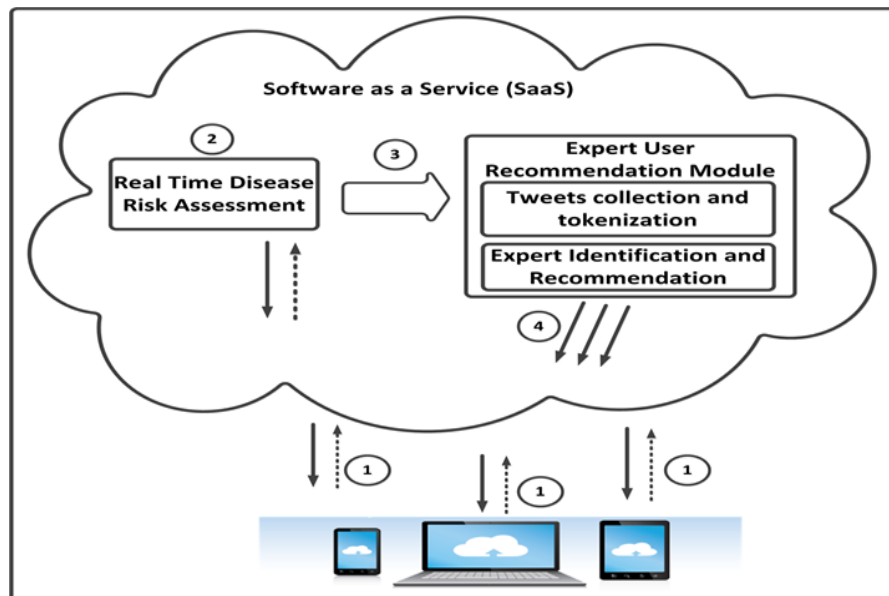 Software as a Service (SaaS)
2
Real Time Disease
Risk Assessment
3
Expert User
Recommendation Module
Tweets collection and
tokenization
Expert Identification and
Recommendation
4
1
1
1